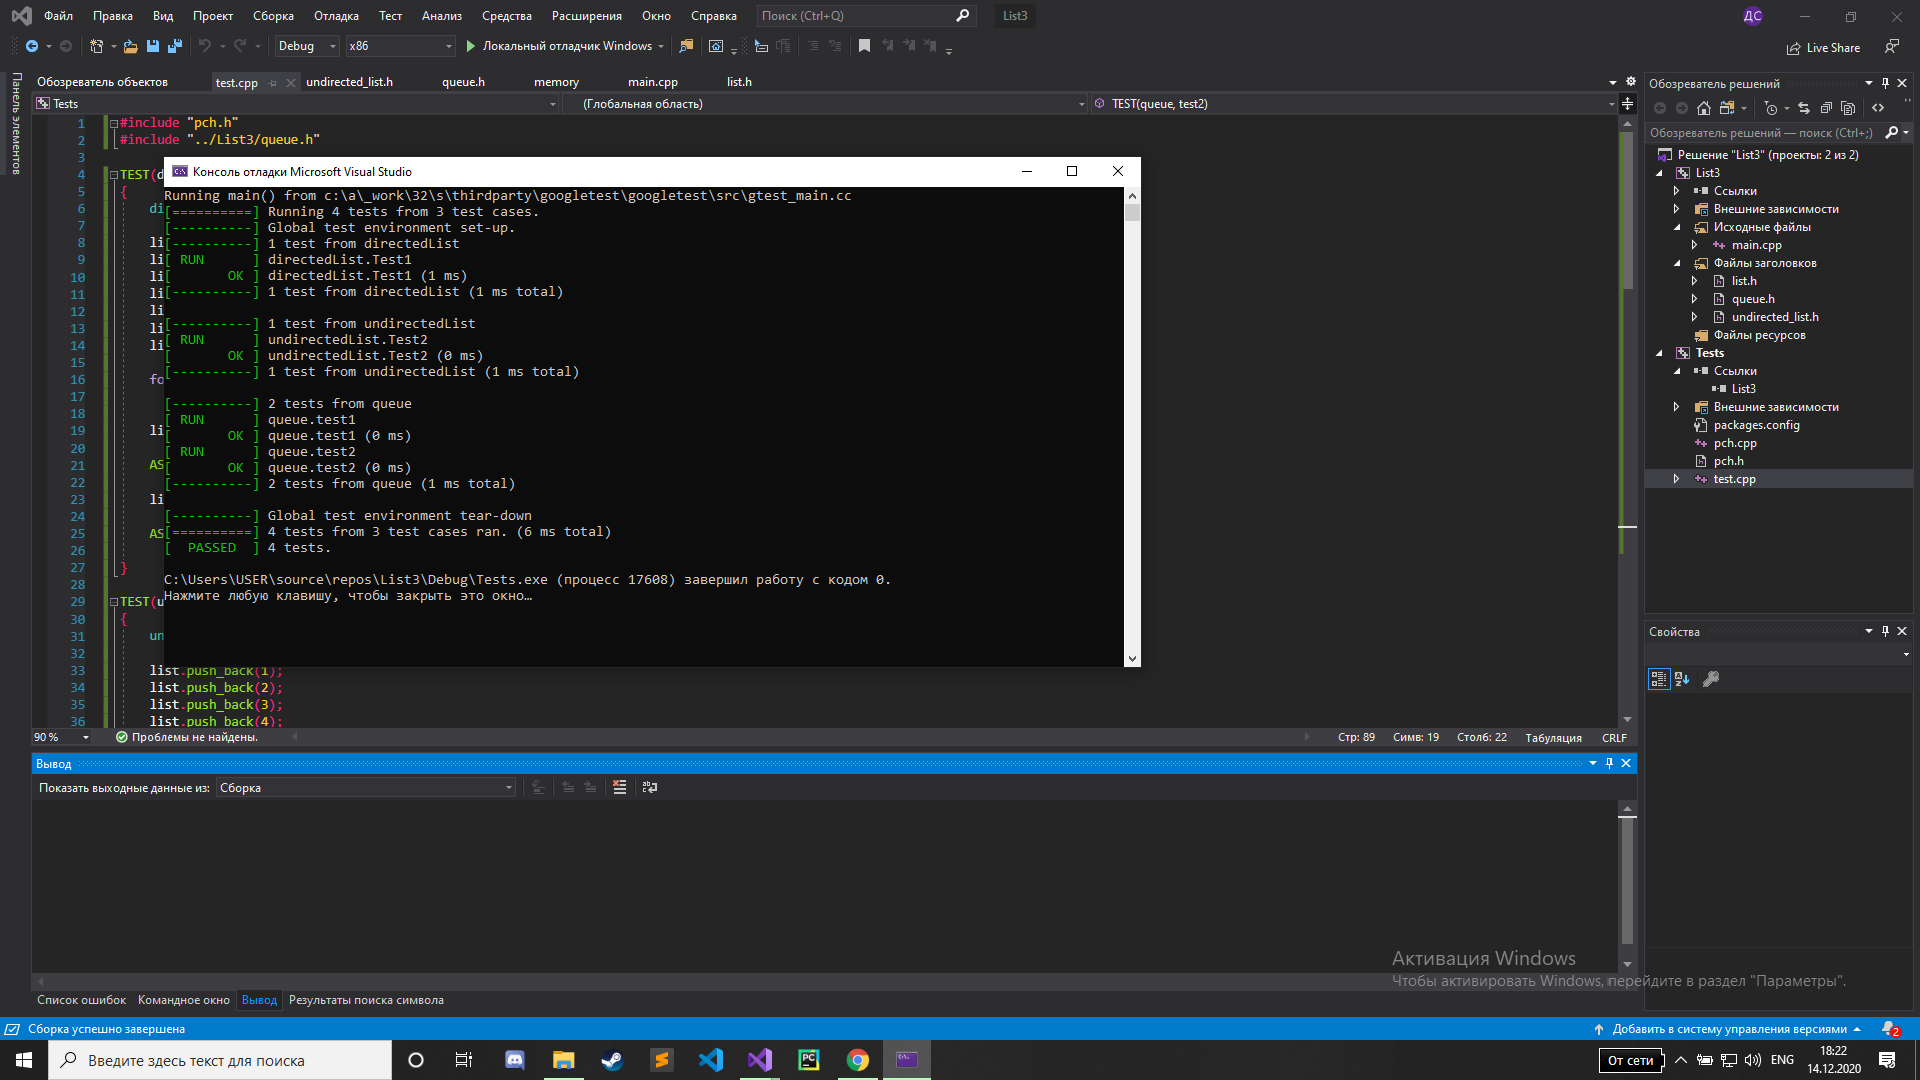 Файл Правка Вид Проект Сборка Отладка Тест Анализ Средства Расширения Окно Справка Поиск (Ctrl+Q) List3 ДС
Debug x86 Локальный отладчик Windows Live Share
Панель элементов
Обозреватель объектов test.cpp undirected_list.h queue.h memory main.cpp list.h
Tests (Глобальная область) TEST(queue, test2)
1 #include "pch.h"
2 #include "../List3/queue.h"
3
4 TEST(d
5 {
6 di
7
8 li
9 li
10 li
11 li
12 li
13 li
14 li
15
16 fo
17
18
19 li
20
21 AS
22
23 li
24
25 AS
26
27 }
28
29 TEST(u
30 {
31 un
32
33 list.push_back(1);
34 list.push_back(2);
35 list.push_back(3);
36 list.push_back(4);
Консоль отладки Microsoft Visual Studio
Running main() from c:\a\_work\32\s\thirdparty\googletest\googletest\src\gtest_main.cc
[==========] Running 4 tests from 3 test cases.
[----------] Global test environment set-up.
[----------] 1 test from directedList
[ RUN      ] directedList.Test1
[       OK ] directedList.Test1 (1 ms)
[----------] 1 test from directedList (1 ms total)
[----------] 1 test from undirectedList
[ RUN      ] undirectedList.Test2
[       OK ] undirectedList.Test2 (0 ms)
[----------] 1 test from undirectedList (1 ms total)
[----------] 2 tests from queue
[ RUN      ] queue.test1
[       OK ] queue.test1 (0 ms)
[ RUN      ] queue.test2
[       OK ] queue.test2 (0 ms)
[----------] 2 tests from queue (1 ms total)
[----------] Global test environment tear-down
[==========] 4 tests from 3 test cases ran. (6 ms total)
[  PASSED  ] 4 tests.
C:\Users\USER\source\repos\List3\Debug\Tests.exe (процесс 17608) завершил работу с кодом 0.
Нажмите любую клавишу, чтобы закрыть это окно…
90 % Проблемы не найдены. Стр: 89 Симв: 19 Столб: 22 Табуляция CRLF
Вывод
Показать выходные данные из: Сборка
Список ошибок Командное окно Вывод Результаты поиска символа
Обозреватель решений
Обозреватель решений — поиск (Ctrl+;)
Решение "List3" (проекты: 2 из 2)
List3
Ссылки
Внешние зависимости
Исходные файлы
main.cpp
Файлы заголовков
list.h
queue.h
undirected_list.h
Файлы ресурсов
Tests
Ссылки
List3
Внешние зависимости
packages.config
pch.cpp
pch.h
test.cpp
Свойства
Активация Windows
Чтобы активировать Windows, перейдите в раздел "Параметры".
Сборка успешно завершена Добавить в систему управления версиями 2
Введите здесь текст для поиска От сети ENG 18:22
14.12.2020